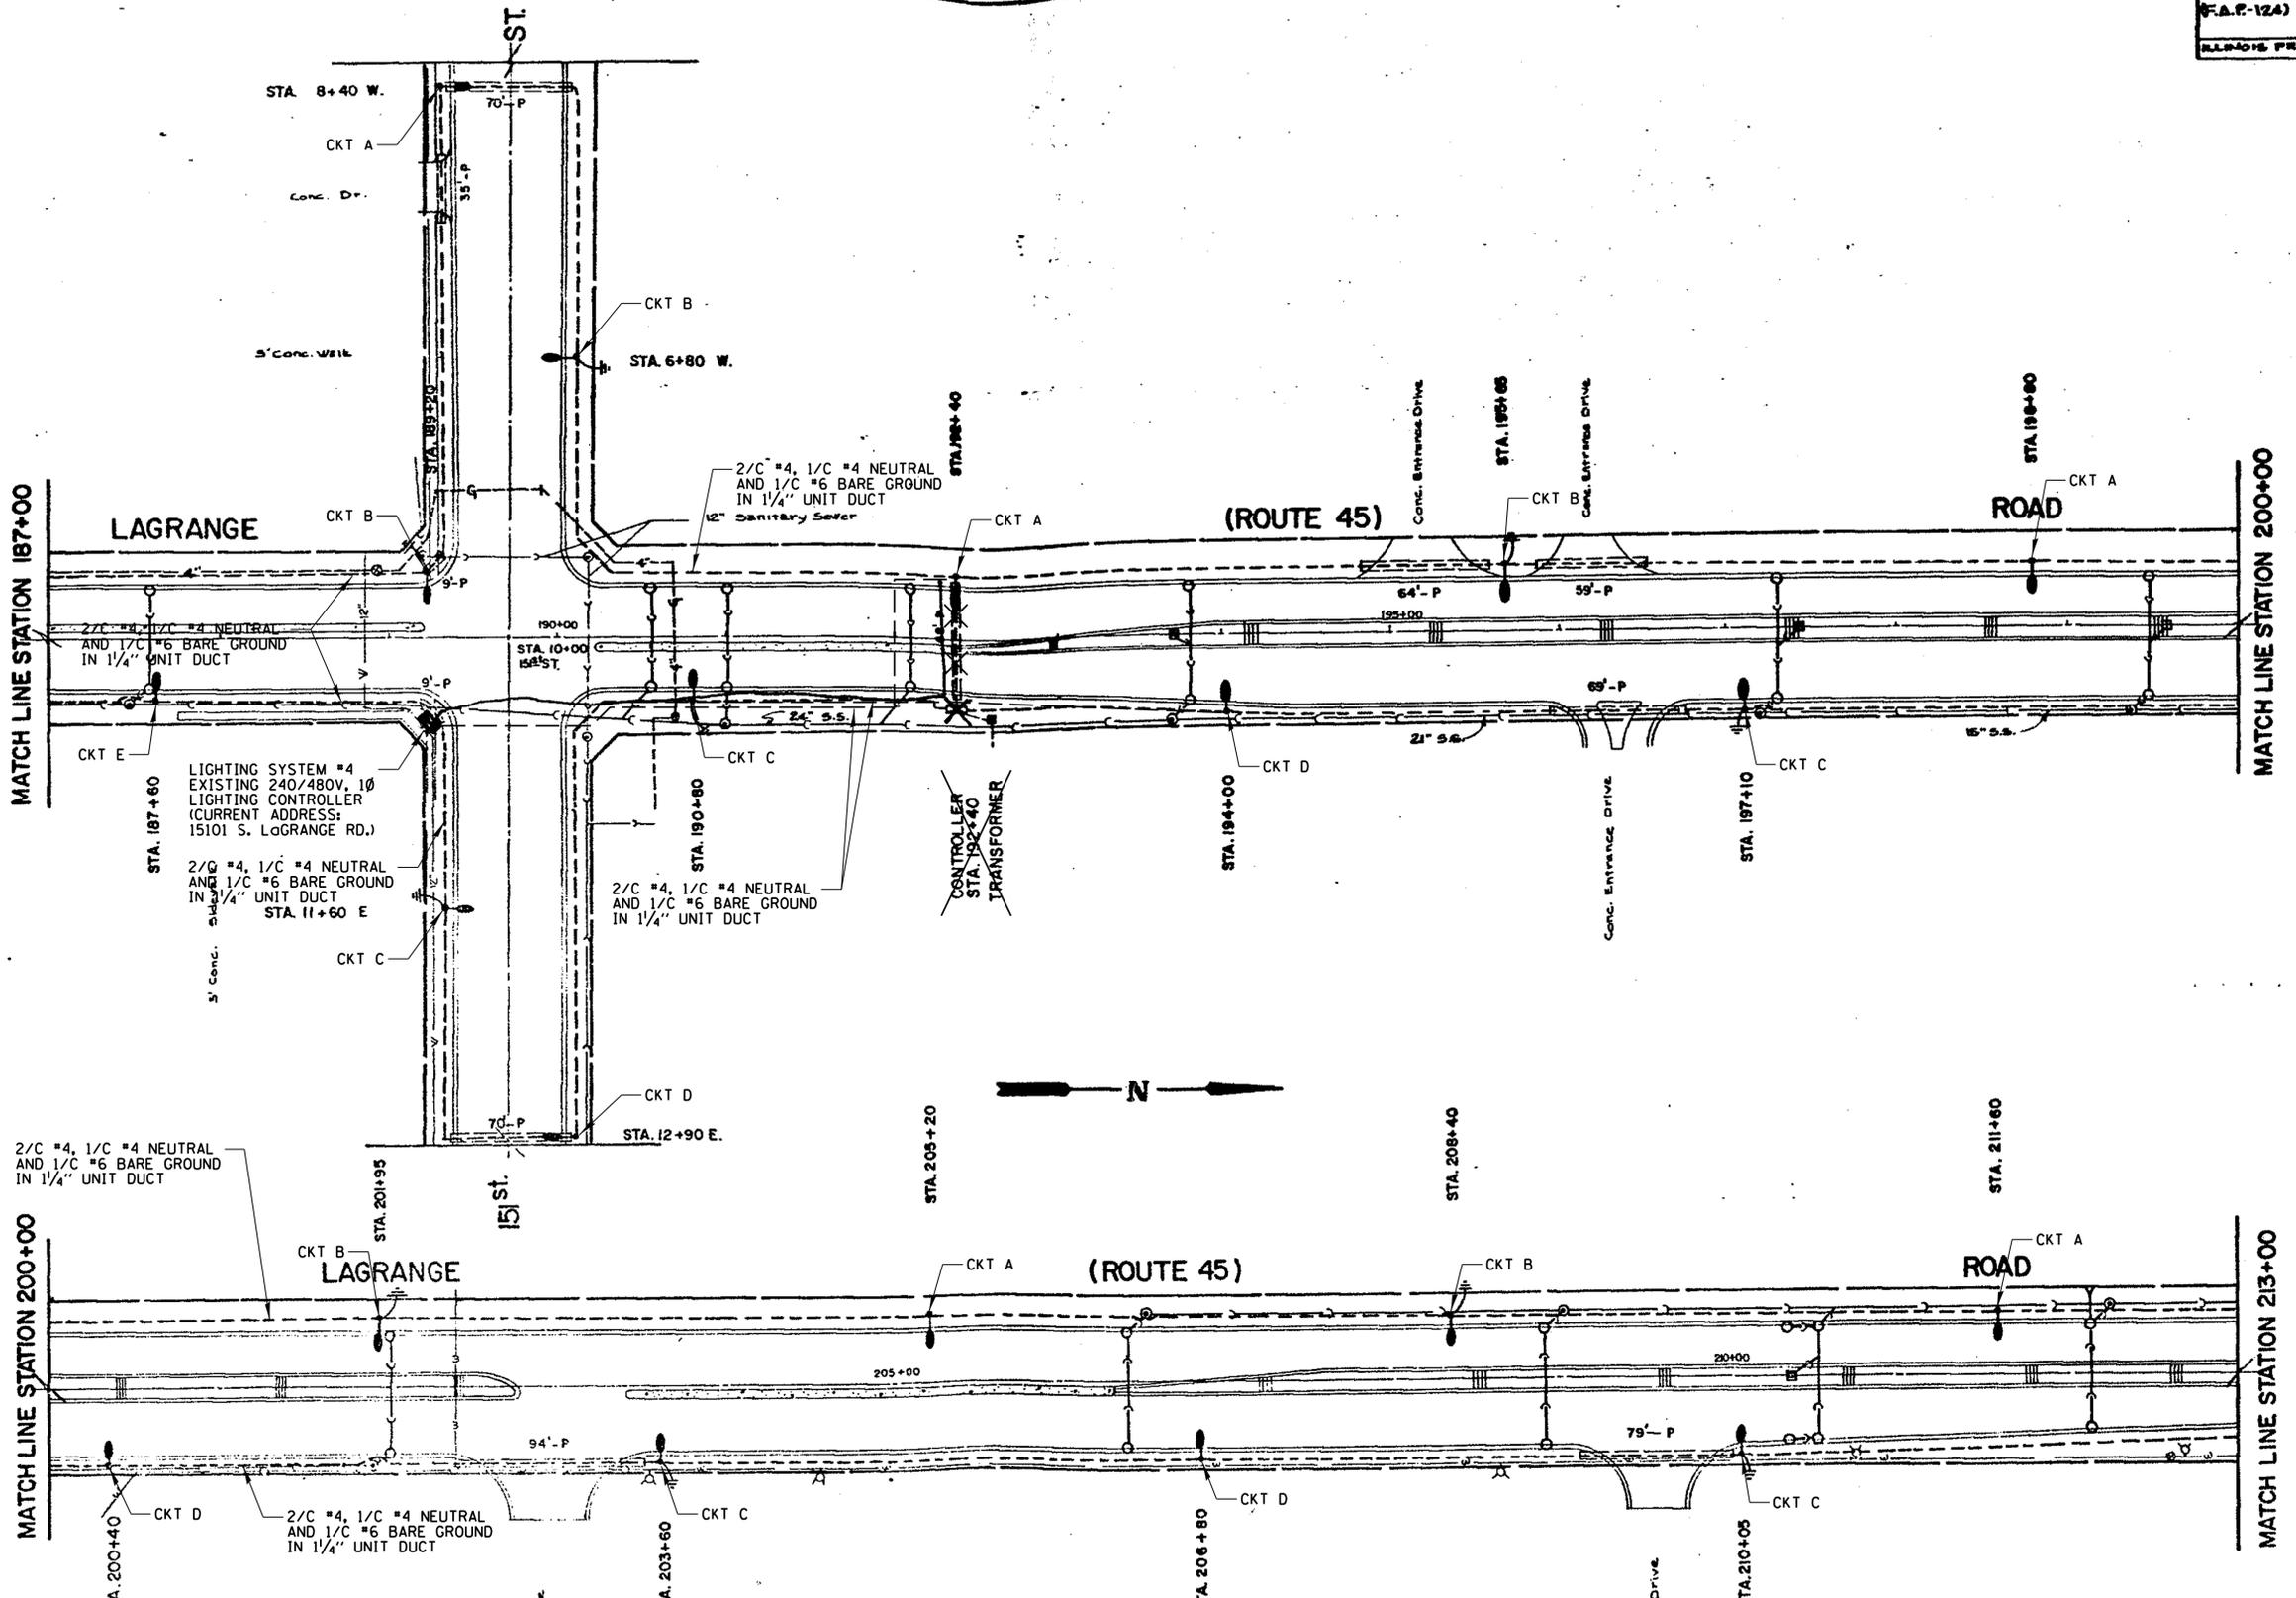 (F.A.P.-124)
ST.
STA. 8+40 W.
70'-P
CKT A
35'-P
Conc. Dr.
CKT B
5' Conc. Walk
STA. 6+80 W.
STA. 189+20
2/C #4, 1/C #4 NEUTRAL
AND 1/C #6 BARE GROUND
IN 1 1/4" UNIT DUCT
12" Sanitary Sewer
Conc. Entrance Drive
STA. 195+65
Conc. Entrance Drive
STA. 198+80
MATCH LINE STATION 187+00
LAGRANGE
CKT B
CKT A
(ROUTE 45)
CKT B
ROAD
CKT A
MATCH LINE STATION 200+00
4"
9'-P
4"
64'-P
59'-P
12"
190+00
195+00
2/C #4, 1/C #4 NEUTRAL
AND 1/C #6 BARE GROUND
IN 1 1/4" UNIT DUCT
STA. 10+00
151st ST.
9'-P
24" S.S.
69'-P
21" S.S.
15" S.S.
CKT E
CKT C
CKT D
CKT C
STA. 187+60
LIGHTING SYSTEM #4
EXISTING 240/480V, 1Ø
LIGHTING CONTROLLER
(CURRENT ADDRESS:
15101 S. LaGRANGE RD.)
STA. 190+80
CONTROLLER
STA. 192+40
TRANSFORMER
STA. 194+00
Conc. Entrance Drive
STA. 197+10
2/C #4, 1/C #4 NEUTRAL
AND 1/C #6 BARE GROUND
IN 1 1/4" UNIT DUCT
12"
STA. 11+60 E
2/C #4, 1/C #4 NEUTRAL
AND 1/C #6 BARE GROUND
IN 1 1/4" UNIT DUCT
CKT C
5' Conc.
N
CKT D
70'-P
STA. 12+90 E.
151 st.
2/C #4, 1/C #4 NEUTRAL
AND 1/C #6 BARE GROUND
IN 1 1/4" UNIT DUCT
STA. 201+95
STA. 205+20
STA. 208+40
STA. 211+60
MATCH LINE STATION 200+00
CKT B
LAGRANGE
CKT A
(ROUTE 45)
CKT B
ROAD
CKT A
MATCH LINE STATION 213+00
205+00
210+00
94'-P
79'-P
CKT D
2/C #4, 1/C #4 NEUTRAL
AND 1/C #6 BARE GROUND
IN 1 1/4" UNIT DUCT
CKT C
CKT D
CKT C
A. 200+40
A. 203+60
TA. 206+80
Drive
TA. 210+05